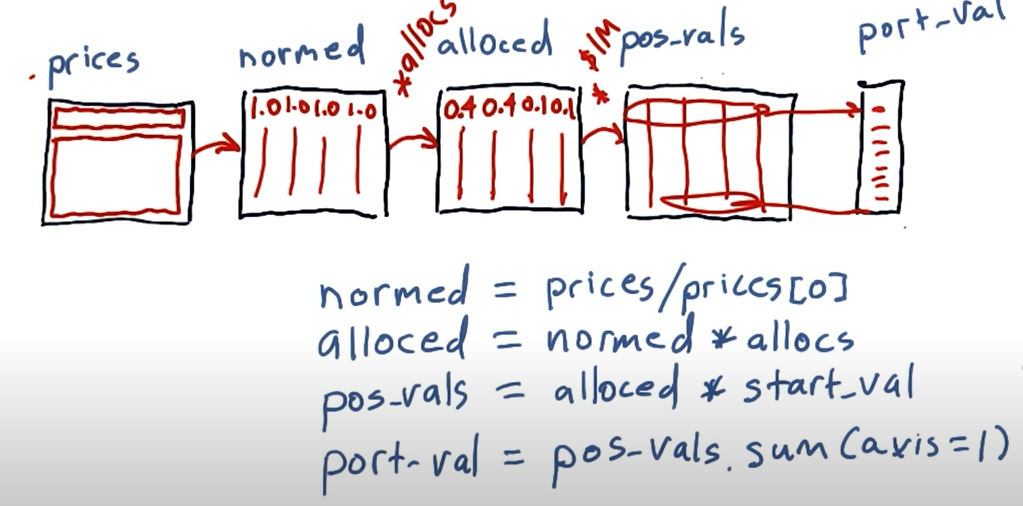 prices
normed
*allocs
alloced
* $1M
pos_vals
port_val
1.0 1.0 1.0 1.0
0.4 0.4 0.1 0.1
normed = prices/prices[0]
alloced = normed * allocs
pos_vals = alloced * start_val
port_val = pos_vals.sum(axis=1)